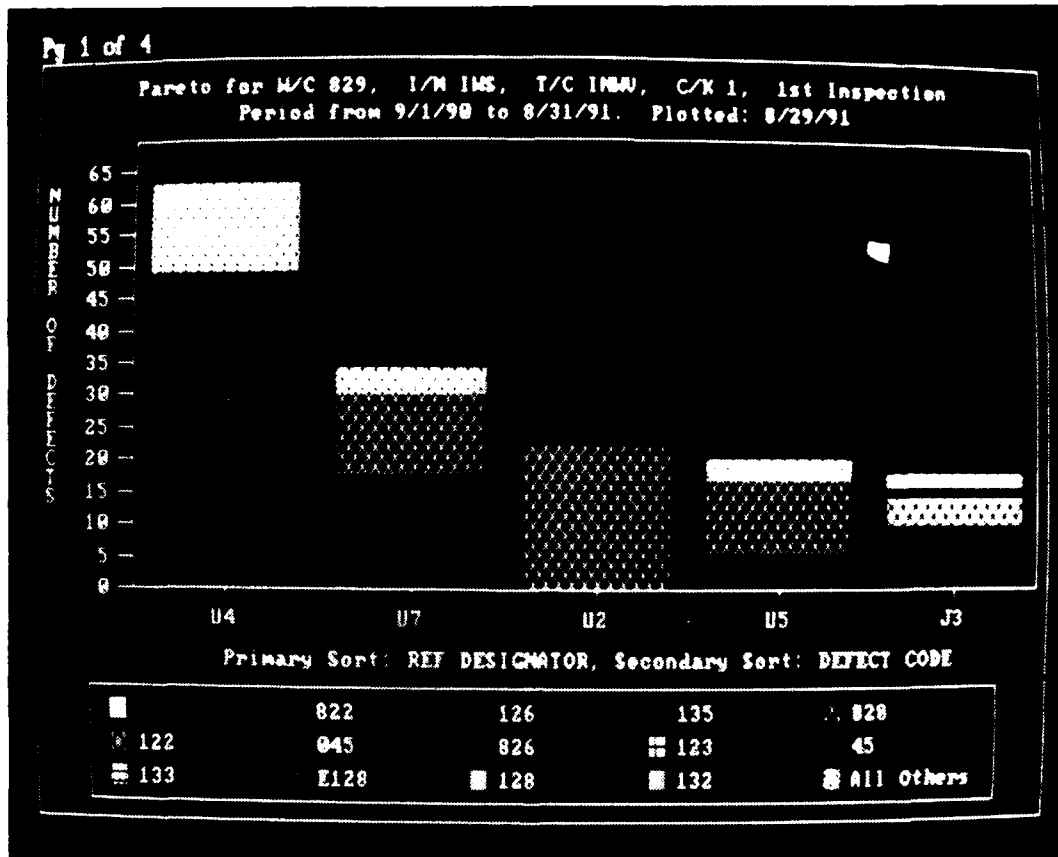 Pg 1 of 4
Pareto for W/C 829, I/M IWS, T/C INWV, C/K 1, 1st Inspection
Period from 9/1/90 to 8/31/91. Plotted: 8/29/91
65
60
55
50
45
40
35
30
25
20
15
10
5
0
NUMBER OF DEFECTS
U4 U7 U2 U5 J3
Primary Sort: REF DESIGNATOR, Secondary Sort: DEFECT CODE
822 126 135 828
122 045 826 123 45
133 E128 128 132 All Others